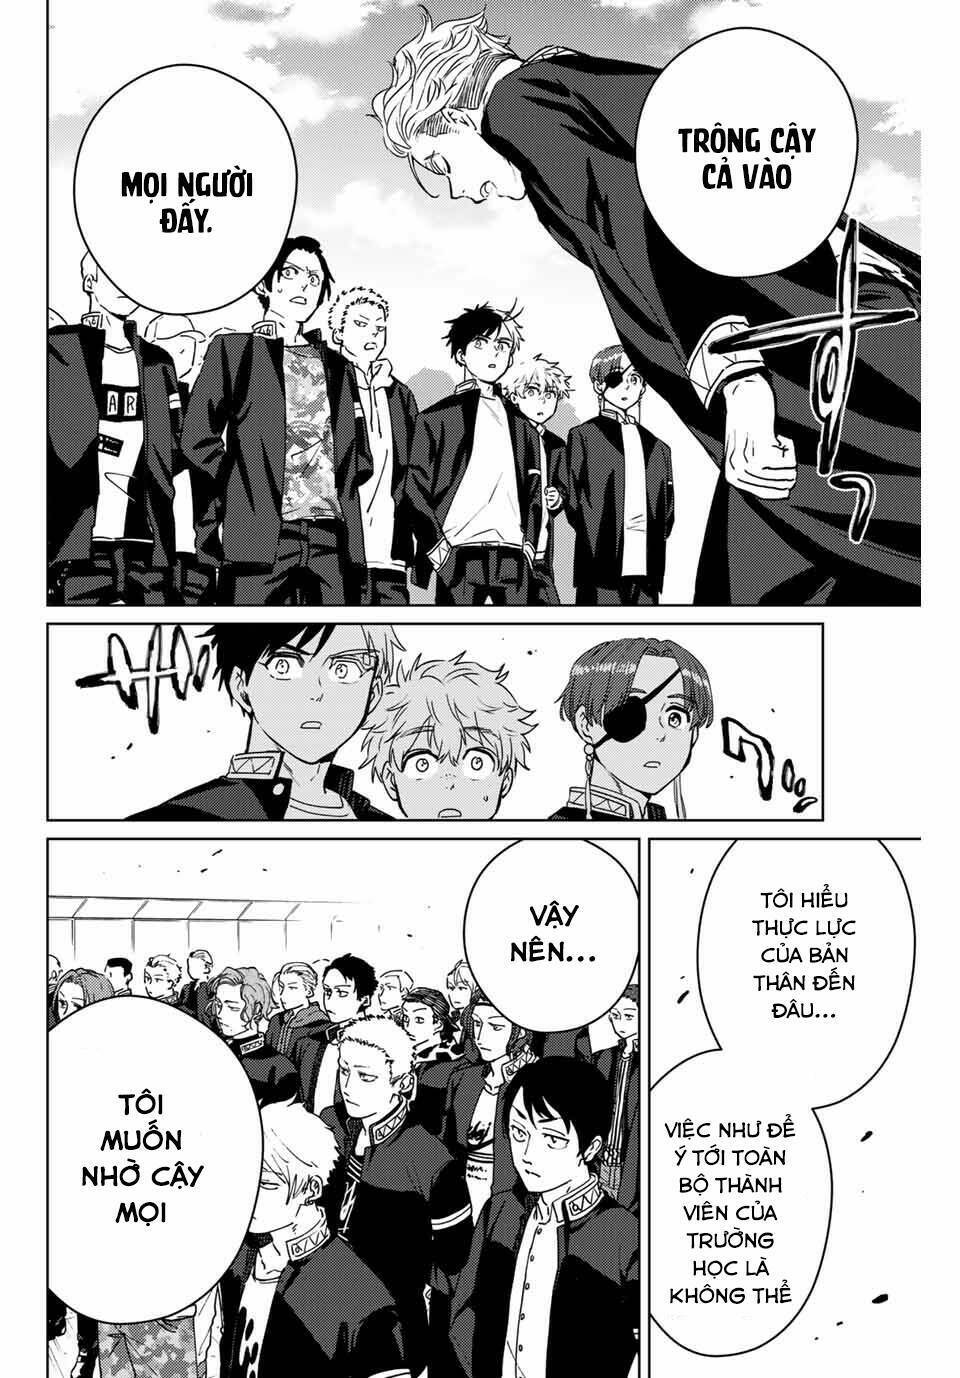 TRÔNG CẬY
CẢ VÀO
MỌI NGƯỜI
ĐẤY.
AR
TÔI HIỂU
THỰC LỰC
CỦA BẢN
THÂN ĐẾN
ĐÂU...
VIỆC NHƯ ĐỂ
Ý TỚI TOÀN
BỘ THÀNH
VIÊN CỦA
TRƯỜNG
HỌC LÀ
KHÔNG THỂ
VẬY
NÊN...
TÔI
MUỐN
NHỜ CẬY
MỌI